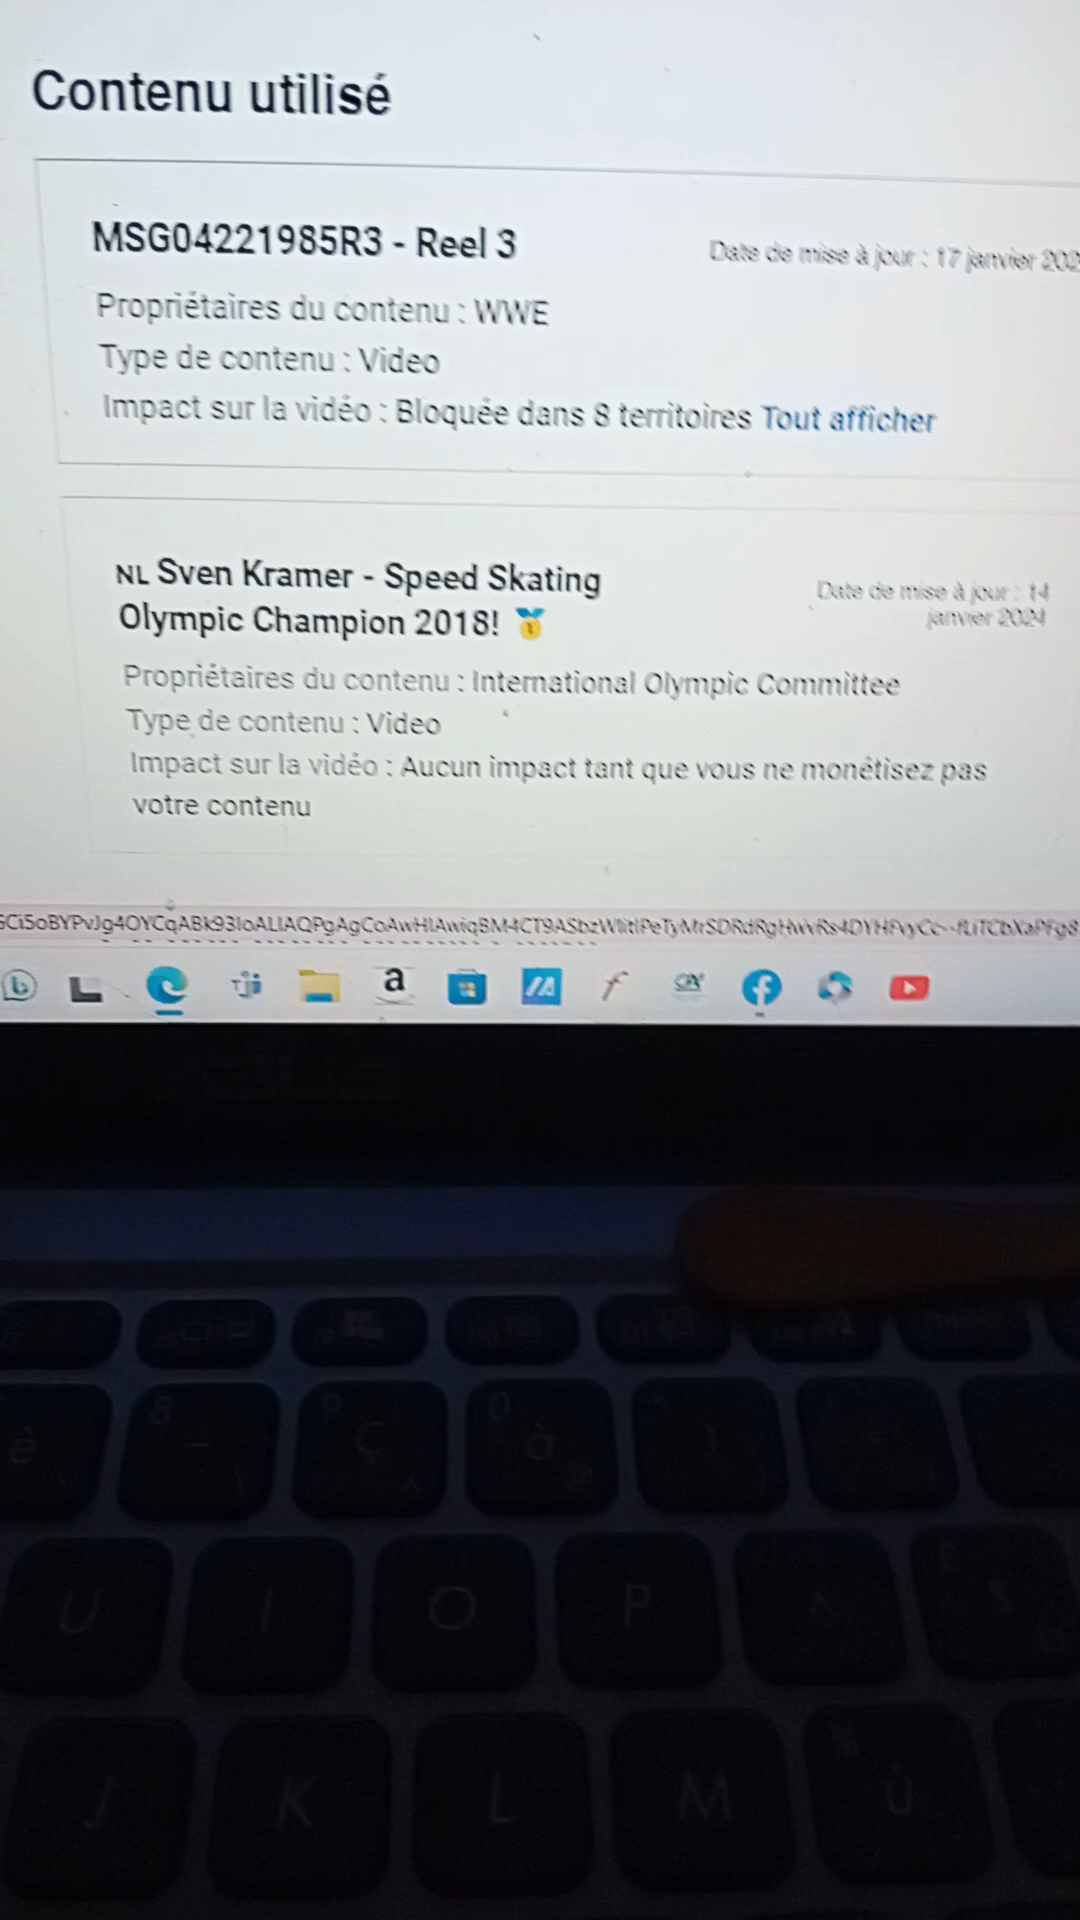 Contenu utilisé
MSG04221985R3 - Reel 3
Date de mise à jour : 17 janvier 202
Propriétaires du contenu : WWE
Type de contenu : Video
Impact sur la vidéo : Bloquée dans 8 territoires Tout afficher
NL Sven Kramer - Speed Skating
Olympic Champion 2018! 🥇
Date de mise à jour : 14
janvier 2024
Propriétaires du contenu : International Olympic Committee
Type de contenu : Video
Impact sur la vidéo : Aucun impact tant que vous ne monétisez pas
votre contenu
a
è 8 _ ç 0 à )
U I O P ^ £ $
J K L M ù